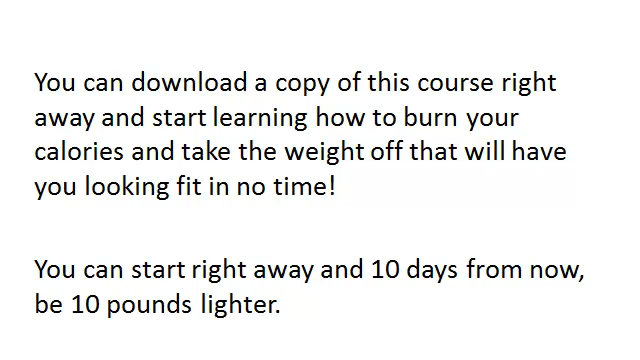 You can download a copy of this course right
away and start learning how to burn your
calories and take the weight off that will have
you looking fit in no time!
You can start right away and 10 days from now,
be 10 pounds lighter.